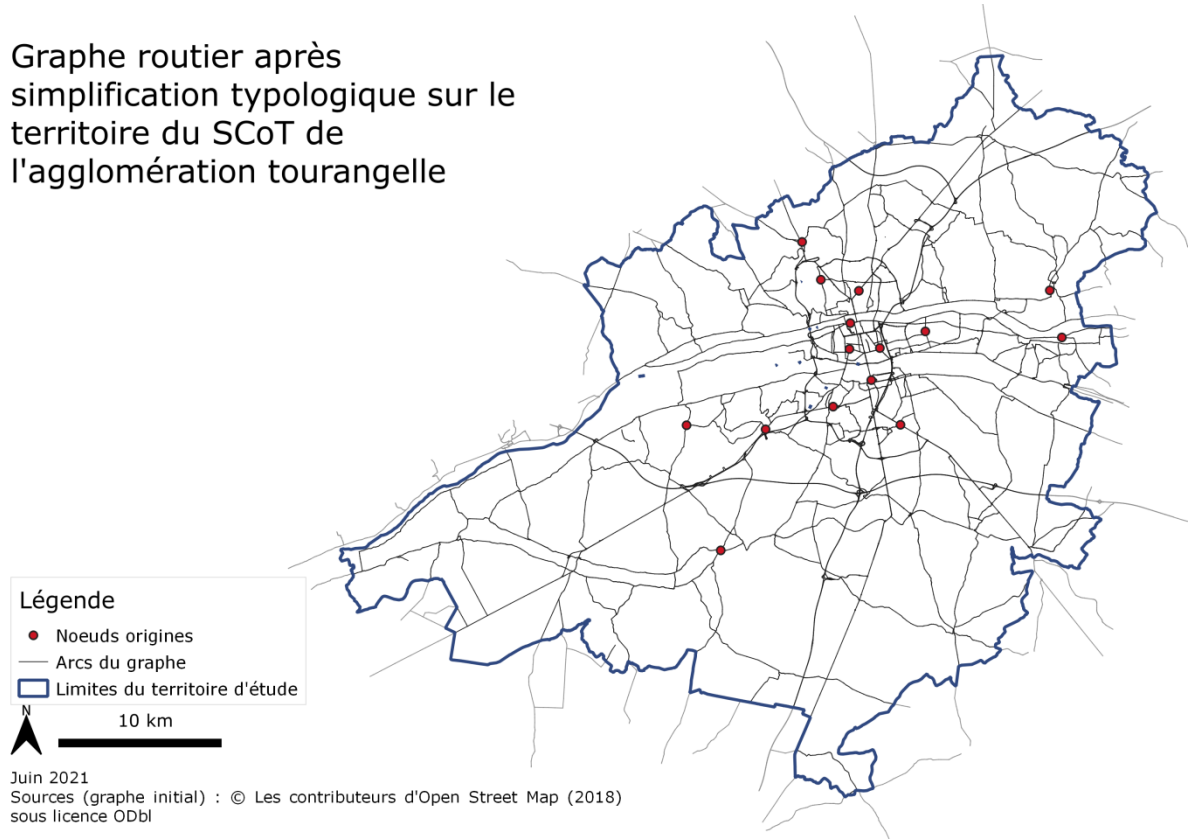 Graphe routier après
simplification typologique sur le
territoire du SCoT de
l'agglomération tourangelle
Légende
Noeuds origines
Arcs du graphe
Limites du territoire d'étude
N
10 km
Juin 2021
Sources (graphe initial) : © Les contributeurs d'Open Street Map (2018)
sous licence ODbl